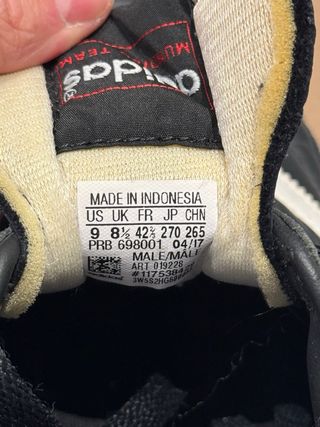 adidas
MUNDIAL
TEAM
MADE IN INDONESIA
US UK FR JP CHN
9 8½ 42⅔ 270 265
PRB 698001 04/17
MALE/MÂLE
ART 019228